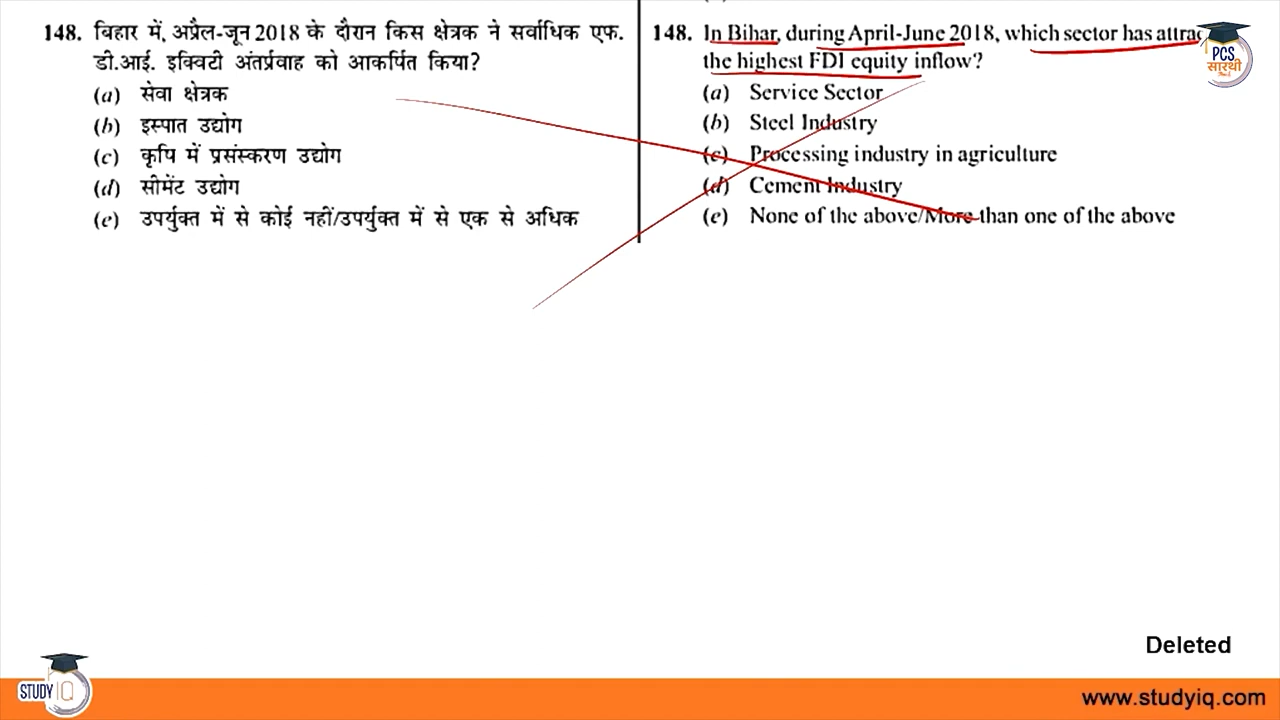 148. बिहार में, अप्रैल-जून 2018 के दौरान किस क्षेत्रक ने सर्वाधिक एफ.
डी.आई. इक्विटी अंतर्प्रवाह को आकर्पित किया?
(a) सेवा क्षेत्रक
(b) इस्पात उद्योग
(c) कृपि में प्रसंस्करण उद्योग
(d) सीमेंट उद्योग
(e) उपर्युक्त में से कोई नहीं/उपर्युक्त में से एक से अधिक
148. In Bihar, during April-June 2018, which sector has attrac
the highest FDI equity inflow?
(a) Service Sector
(b) Steel Industry
(c) Processing industry in agriculture
(d) Cement Industry
(e) None of the above/More than one of the above
PCS
सारथी
Deleted
STUDY IQ
www.studyiq.com